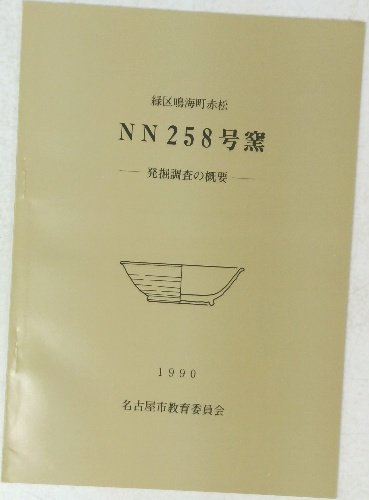 緑区鳴海町赤松
NN258号窯
発掘調査の概要
1990
名古屋市教育委員会